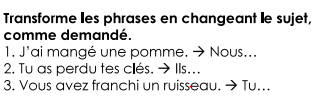 Transforme les phrases en changeant le sujet,
comme demandé.
1. J'ai mangé une pomme. → Nous…
2. Tu as perdu tes clés. → Ils…
3. Vous avez franchi un ruisseau. → Tu…